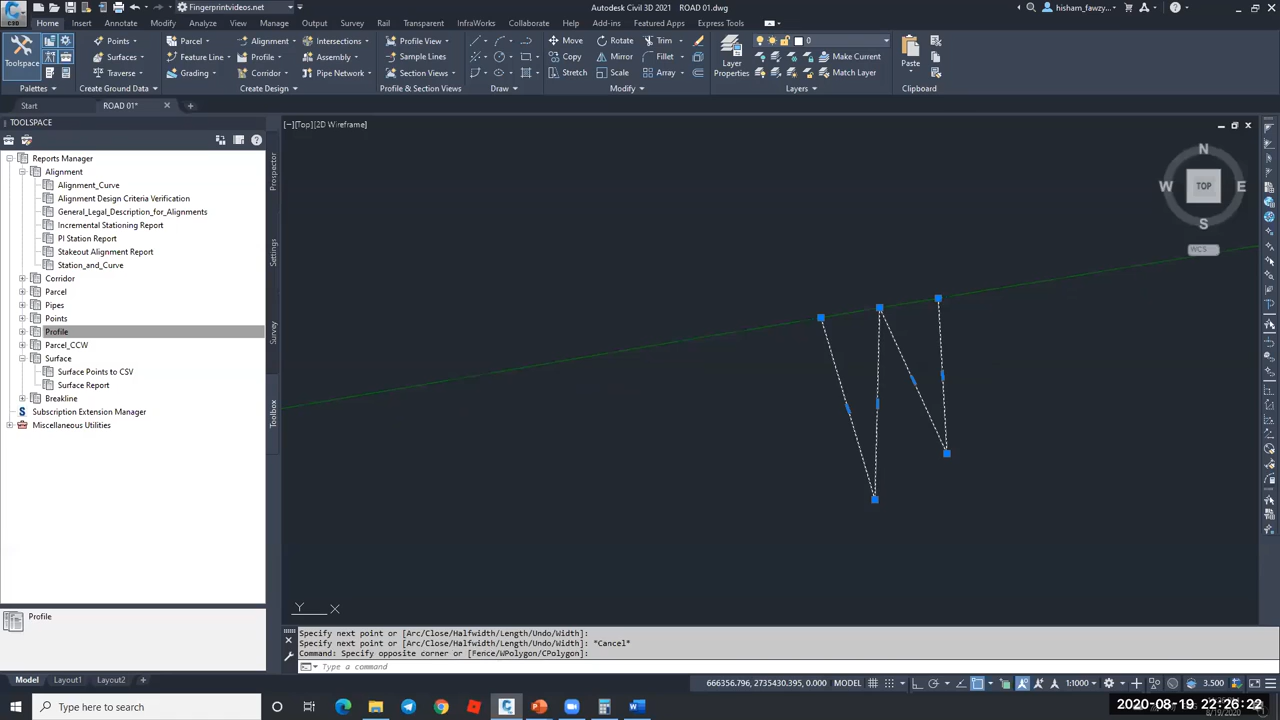 Fingerprintvideos.net
Autodesk Civil 3D 2021 ROAD 01.dwg
hisham_fawzy...
C3D
Home Insert Annotate Modify Analyze View Manage Output Survey Rail Transparent InfraWorks Collaborate Help Add-ins Featured Apps Express Tools
Toolspace
Points
Surfaces
Traverse
Parcel
Feature Line
Grading
Alignment
Profile
Corridor
Intersections
Assembly
Pipe Network
Profile View
Sample Lines
Section Views
Move
Copy
Stretch
Rotate
Mirror
Scale
Trim
Fillet
Array
Layer
Properties
0
Make Current
Match Layer
Paste
Palettes
Create Ground Data
Create Design
Profile & Section Views
Draw
Modify
Layers
Clipboard
Start
ROAD 01*
TOOLSPACE
[−][Top][2D Wireframe]
Reports Manager
Alignment
Alignment_Curve
Alignment Design Criteria Verification
General_Legal_Description_for_Alignments
Incremental Stationing Report
PI Station Report
Stakeout Alignment Report
Station_and_Curve
Corridor
Parcel
Pipes
Points
Profile
Parcel_CCW
Surface
Surface Points to CSV
Surface Report
Breakline
Subscription Extension Manager
Miscellaneous Utilities
Prospector
Settings
Survey
Toolbox
N
W
TOP
E
S
WCS
Y
X
Profile
Specify next point or [Arc/Close/Halfwidth/Length/Undo/Width]:
Specify next point or [Arc/Close/Halfwidth/Length/Undo/Width]: *Cancel*
Command: Specify opposite corner or [Fence/WPolygon/CPolygon]:
Type a command
Model
Layout1
Layout2
666356.796, 2735430.395, 0.000
MODEL
1:1000
3.500
Type here to search
2020-08-19 22:26:22